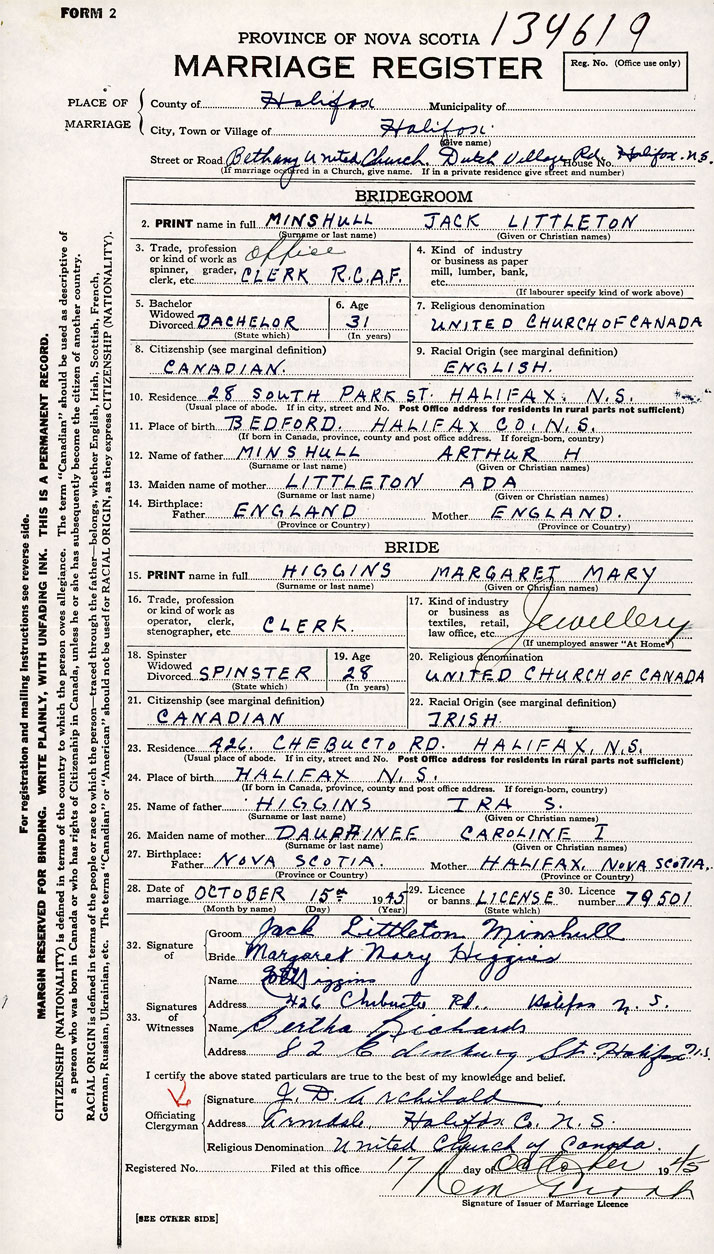 FORM 2
134619
PROVINCE OF NOVA SCOTIA
MARRIAGE REGISTER
Reg. No. (Office use only)
PLACE OF MARRIAGE
County of Halifax Municipality of
City, Town or Village of Halifax
(Give name)
Street or Road Bethany United Church. Dutch Village Rd. House No. Halifax. N.S.
(If marriage occurred in a Church, give name. If in a private residence give street and number)
BRIDEGROOM
2. PRINT name in full MINSHULL JACK LITTLETON
(Surname or last name) (Given or Christian names)
3. Trade, profession or kind of work as spinner, grader, clerk, etc. office CLERK R.C.A.F.
4. Kind of industry or business as paper mill, lumber, bank, etc.
(If labourer specify kind of work above)
5. Bachelor Widowed Divorced BACHELOR
(State which)
6. Age 31
(In years)
7. Religious denomination
UNITED CHURCH OF CANADA
8. Citizenship (see marginal definition)
CANADIAN.
9. Racial Origin (see marginal definition)
ENGLISH.
10. Residence 28 SOUTH PARK ST. HALIFAX. N.S.
(Usual place of abode. If in city, street and No. Post Office address for residents in rural parts not sufficient)
11. Place of birth BEDFORD. HALIFAX CO. N.S.
(If born in Canada, province, county and post office address. If foreign-born, country)
12. Name of father MINSHULL ARTHUR H
(Surname or last name) (Given or Christian names)
13. Maiden name of mother LITTLETON ADA
(Surname or last name) (Given or Christian names)
14. Birthplace: Father ENGLAND Mother ENGLAND.
(Province or Country) (Province or Country)
BRIDE
15. PRINT name in full HIGGINS MARGARET MARY
(Surname or last name) (Given or Christian names)
16. Trade, profession or kind of work as operator, clerk, stenographer, etc. CLERK.
17. Kind of industry or business as textiles, retail, law office, etc. Jewellery
(If unemployed answer "At Home")
18. Spinster Widowed Divorced SPINSTER
(State which)
19. Age 28
(In years)
20. Religious denomination
UNITED CHURCH OF CANADA
21. Citizenship (see marginal definition)
CANADIAN
22. Racial Origin (see marginal definition)
IRISH.
23. Residence 426. CHEBUCTO RD. HALIFAX, N.S.
(Usual place of abode. If in city, street and No. Post Office address for residents in rural parts not sufficient)
24. Place of birth HALIFAX N.S.
(If born in Canada, province, county and post office address. If foreign-born, country)
25. Name of father HIGGINS IRA S.
(Surname or last name) (Given or Christian names)
26. Maiden name of mother DAUPHINEE CAROLINE I
(Surname or last name) (Given or Christian names)
27. Birthplace: Father NOVA SCOTIA. Mother HALIFAX, NOVA SCOTIA,
(Province or Country) (Province or Country)
28. Date of marriage OCTOBER 15th 1945
(Month by name) (Day) (Year)
29. Licence or banns LICENSE
(State which)
30. Licence number 79501
32. Signature of
Groom Jack Littleton Minshull
Bride Margaret Mary Higgins
33. Signatures of Witnesses
Name Higgins
Address 426 Chebucto Rd. Halifax N.S.
Name Bertha Richards
Address 82 Edinburg St. Halifax N.S.
I certify the above stated particulars are true to the best of my knowledge and belief.
Officiating Clergyman
Signature J. D. Archibald
Address Armdale, Halifax Co. N.S.
Religious Denomination United Church of Canada.
Registered No. Filed at this office 17 day of October 1945
Signature of Issuer of Marriage Licence
[SEE OTHER SIDE]
For registration and mailing instructions see reverse side.
MARGIN RESERVED FOR BINDING. WRITE PLAINLY, WITH UNFADING INK. THIS IS A PERMANENT RECORD.
CITIZENSHIP (NATIONALITY) is defined in terms of the country to which the person owes allegiance. The term "Canadian" should be used as descriptive of
a person who was born in Canada or who has rights of Citizenship in Canada, unless he or she has subsequently become the citizen of another country.
RACIAL ORIGIN is defined in terms of the people or race to which the person—traced through the father—belongs, whether English, Irish, Scottish, French,
German, Russian, Ukrainian, etc. The terms "Canadian" or "American" should not be used for RACIAL ORIGIN, as they express CITIZENSHIP (NATIONALITY).